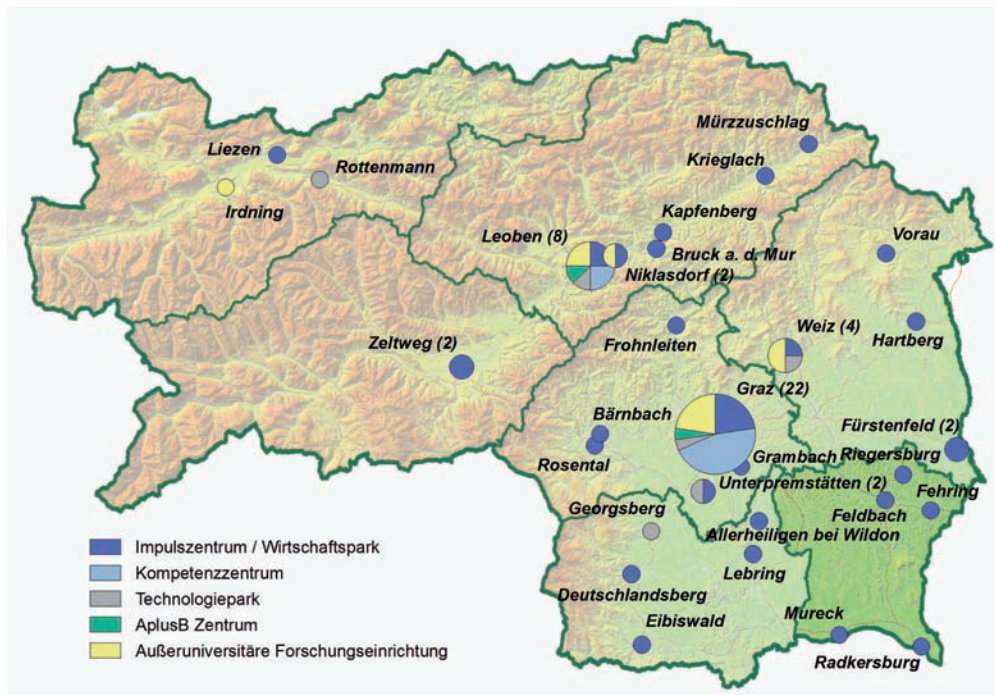 Mürzzuschlag
Liezen
Krieglach
Rottenmann
Irdning
Kapfenberg
Vorau
Leoben (8)
Bruck a. d. Mur
Niklasdorf (2)
Weiz (4)
Hartberg
Zeltweg (2)
Frohnleiten
Graz (22)
Bärnbach
Fürstenfeld (2)
Rosental
Grambach
Riegersburg
Unterpremstätten (2)
Fehring
Georgsberg
Feldbach
Allerheiligen bei Wildon
Lebring
Deutschlandsberg
Mureck
Eibiswald
Radkersburg
Impulszentrum / Wirtschaftspark
Kompetenzzentrum
Technologiepark
AplusB Zentrum
Außeruniversitäre Forschungseinrichtung